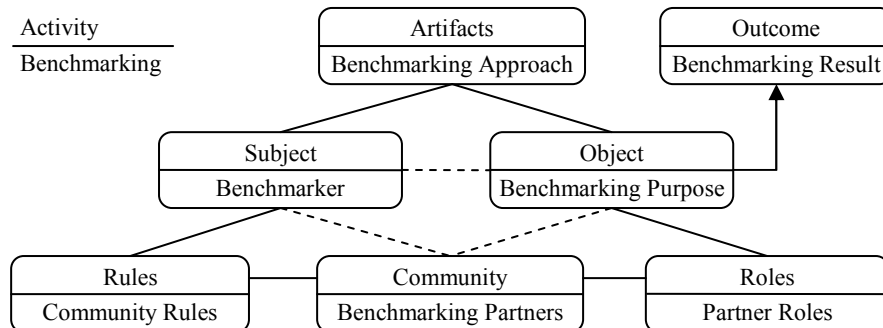 Activity
Benchmarking
Artifacts
Benchmarking Approach
Outcome
Benchmarking Result
Subject
Benchmarker
Object
Benchmarking Purpose
Rules
Community Rules
Community
Benchmarking Partners
Roles
Partner Roles